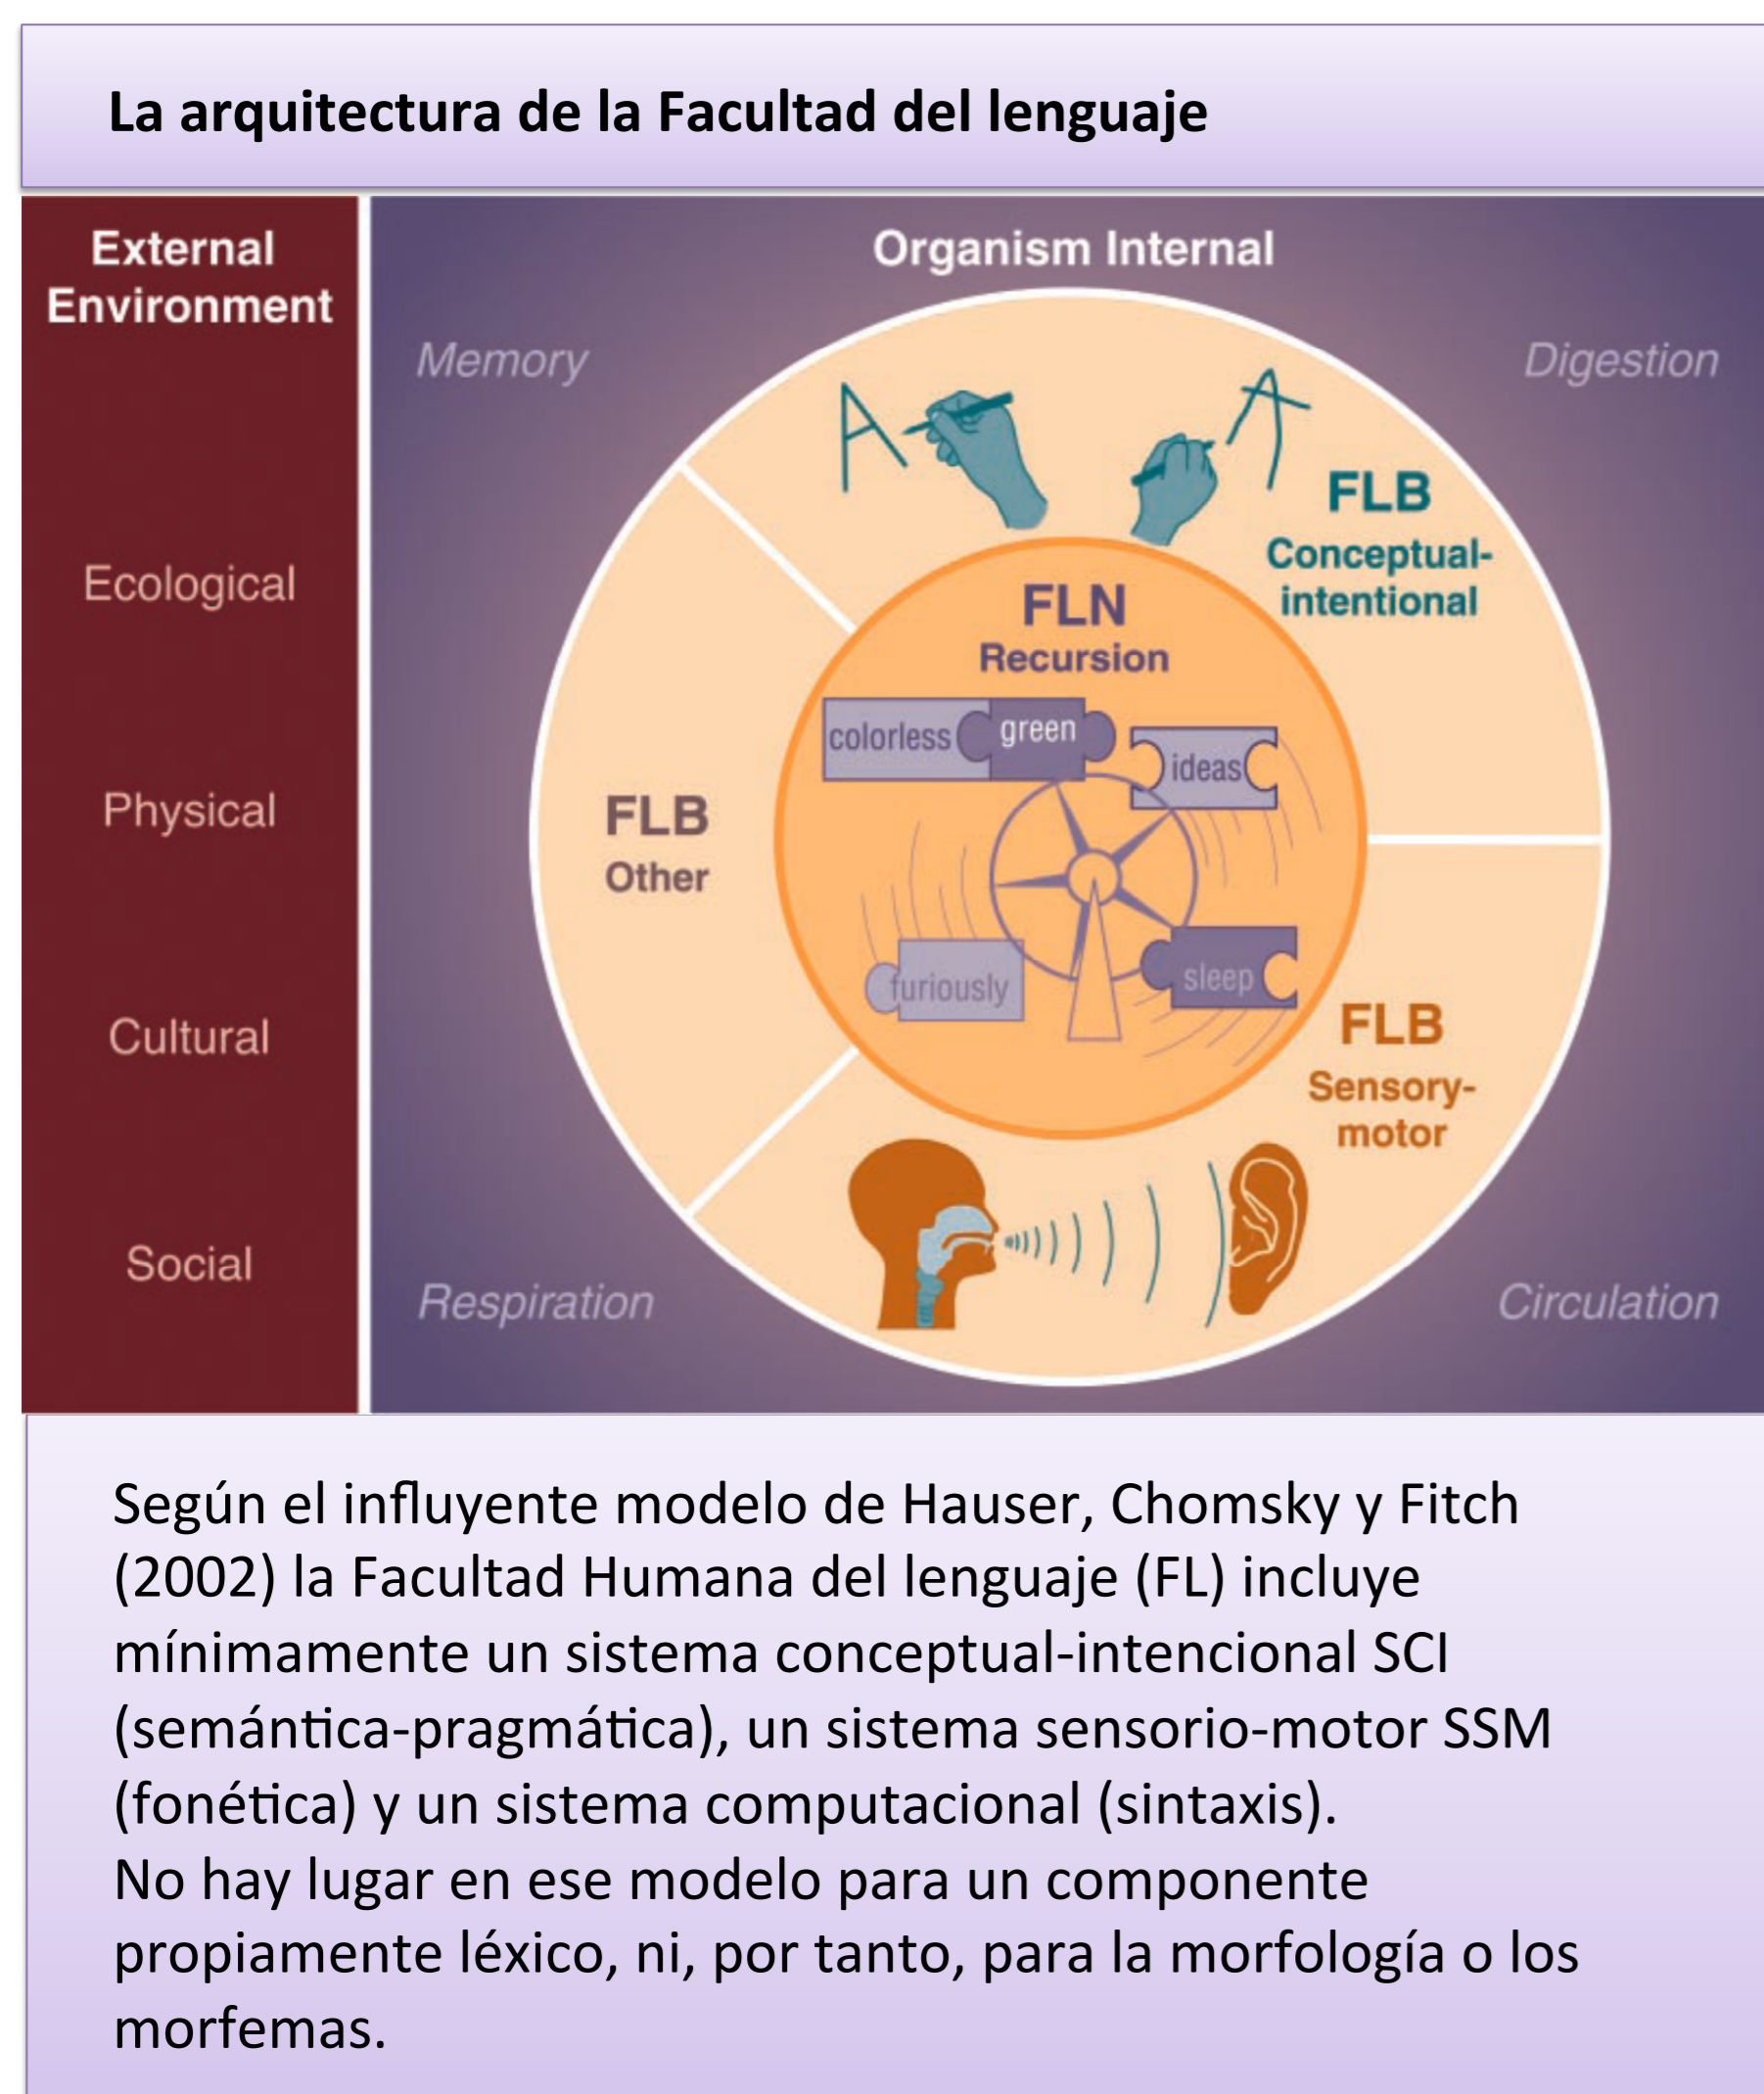 La arquitectura de la Facultad del lenguaje
External
Environment
Ecological
Physical
Cultural
Social
Organism Internal
Memory
Digestion
A
A
FLB
Conceptual-
intentional
FLN
Recursion
colorless
green
ideas
FLB
Other
furiously
sleep
FLB
Sensory-
motor
Respiration
Circulation
Según el influyente modelo de Hauser, Chomsky y Fitch
(2002) la Facultad Humana del lenguaje (FL) incluye
mínimamente un sistema conceptual-intencional SCI
(semántica-pragmática), un sistema sensorio-motor SSM
(fonética) y un sistema computacional (sintaxis).
No hay lugar en ese modelo para un componente
propiamente léxico, ni, por tanto, para la morfología o los
morfemas.